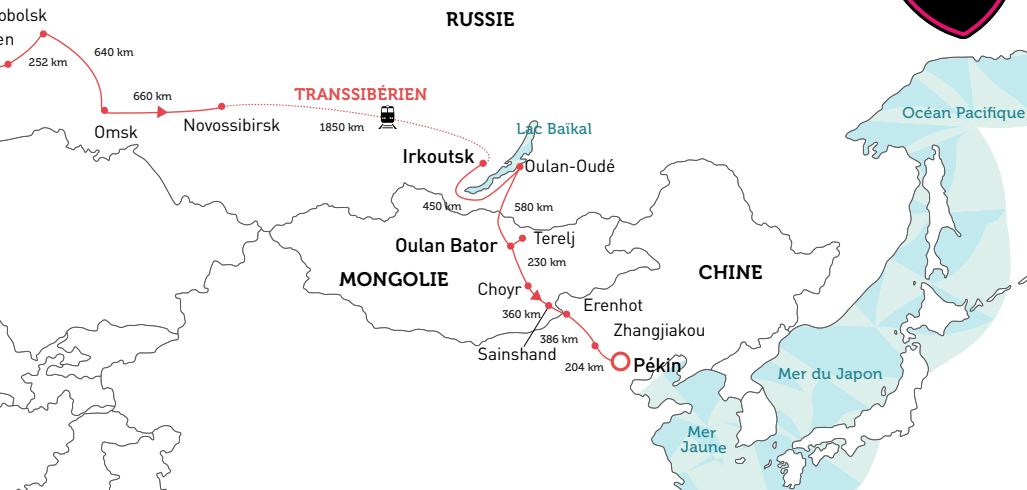 obolsk
RUSSIE
en
252 km
640 km
660 km
TRANSSIBÉRIEN
1850 km
Omsk
Novossibirsk
Lac Baïkal
Océan Pacifique
Irkoutsk
Oulan-Oudé
450 km
580 km
Oulan Bator
Terelj
230 km
MONGOLIE
CHINE
Choyr
Erenhot
360 km
Zhangjiakou
386 km
Sainshand
204 km
Pékin
Mer du Japon
Mer
Jaune